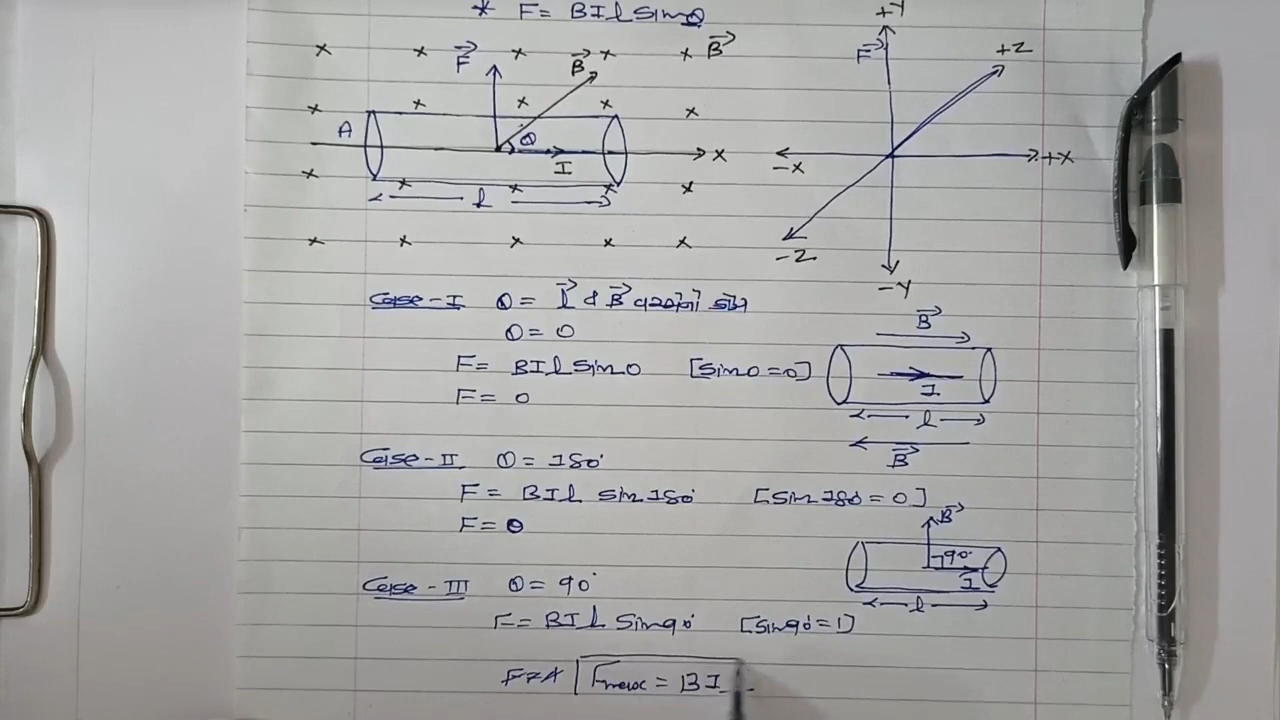 * F = BIl Sinθ
+Y
× × F⃗ × B⃗ × × B⃗
F⃗ +Z
× × × × ×
A θ
I × -X +X
× × × × ×
l
× × × × × -Z
-Y
Case-I θ = l⃗ & B⃗
B⃗
θ = 0
F = BIl Sin0 [Sin0 = 0]
I
F = 0
l
B⃗
Case-II θ = 180°
F = BIl sin180° [Sin180° = 0]
B⃗
F = 0
90°
I
Case-III θ = 90°
l
F = BIl Sin90° [Sin90° = 1]
Fmax = BI